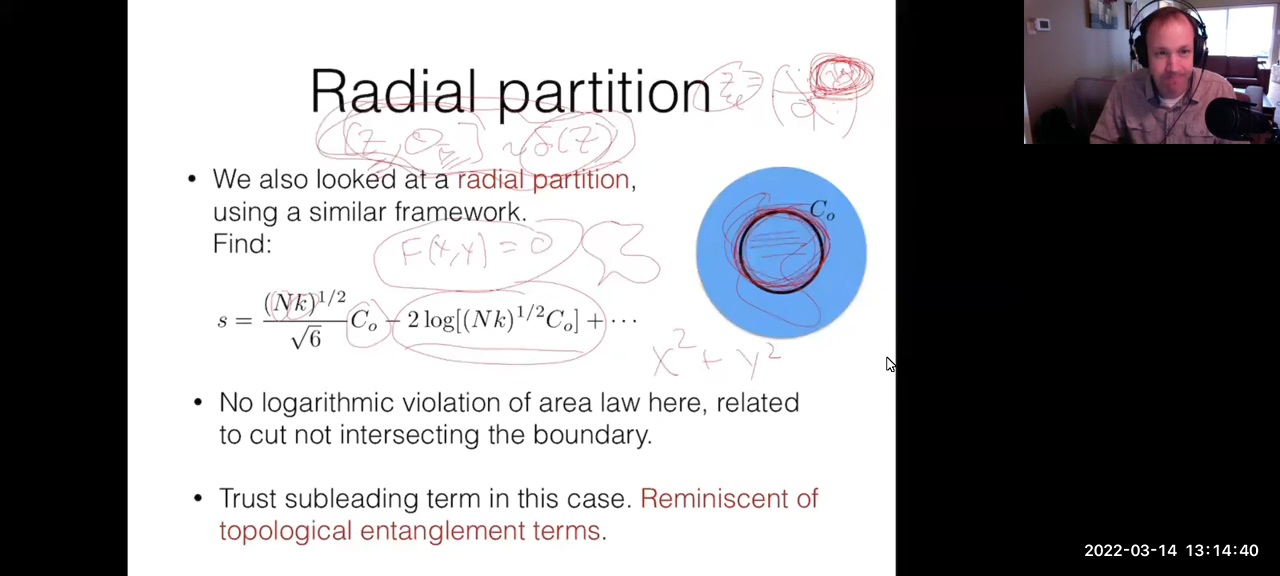 Radial partition
• We also looked at a radial partition,
using a similar framework.
Find:
F(x,y) = 0
C_o
s = (Nk)^{1/2}/√6 C_o − 2 log[(Nk)^{1/2} C_o] + ⋯
x² + y²
• No logarithmic violation of area law here, related
to cut not intersecting the boundary.
• Trust subleading term in this case. Reminiscent of
topological entanglement terms.
2022-03-14 13:14:40